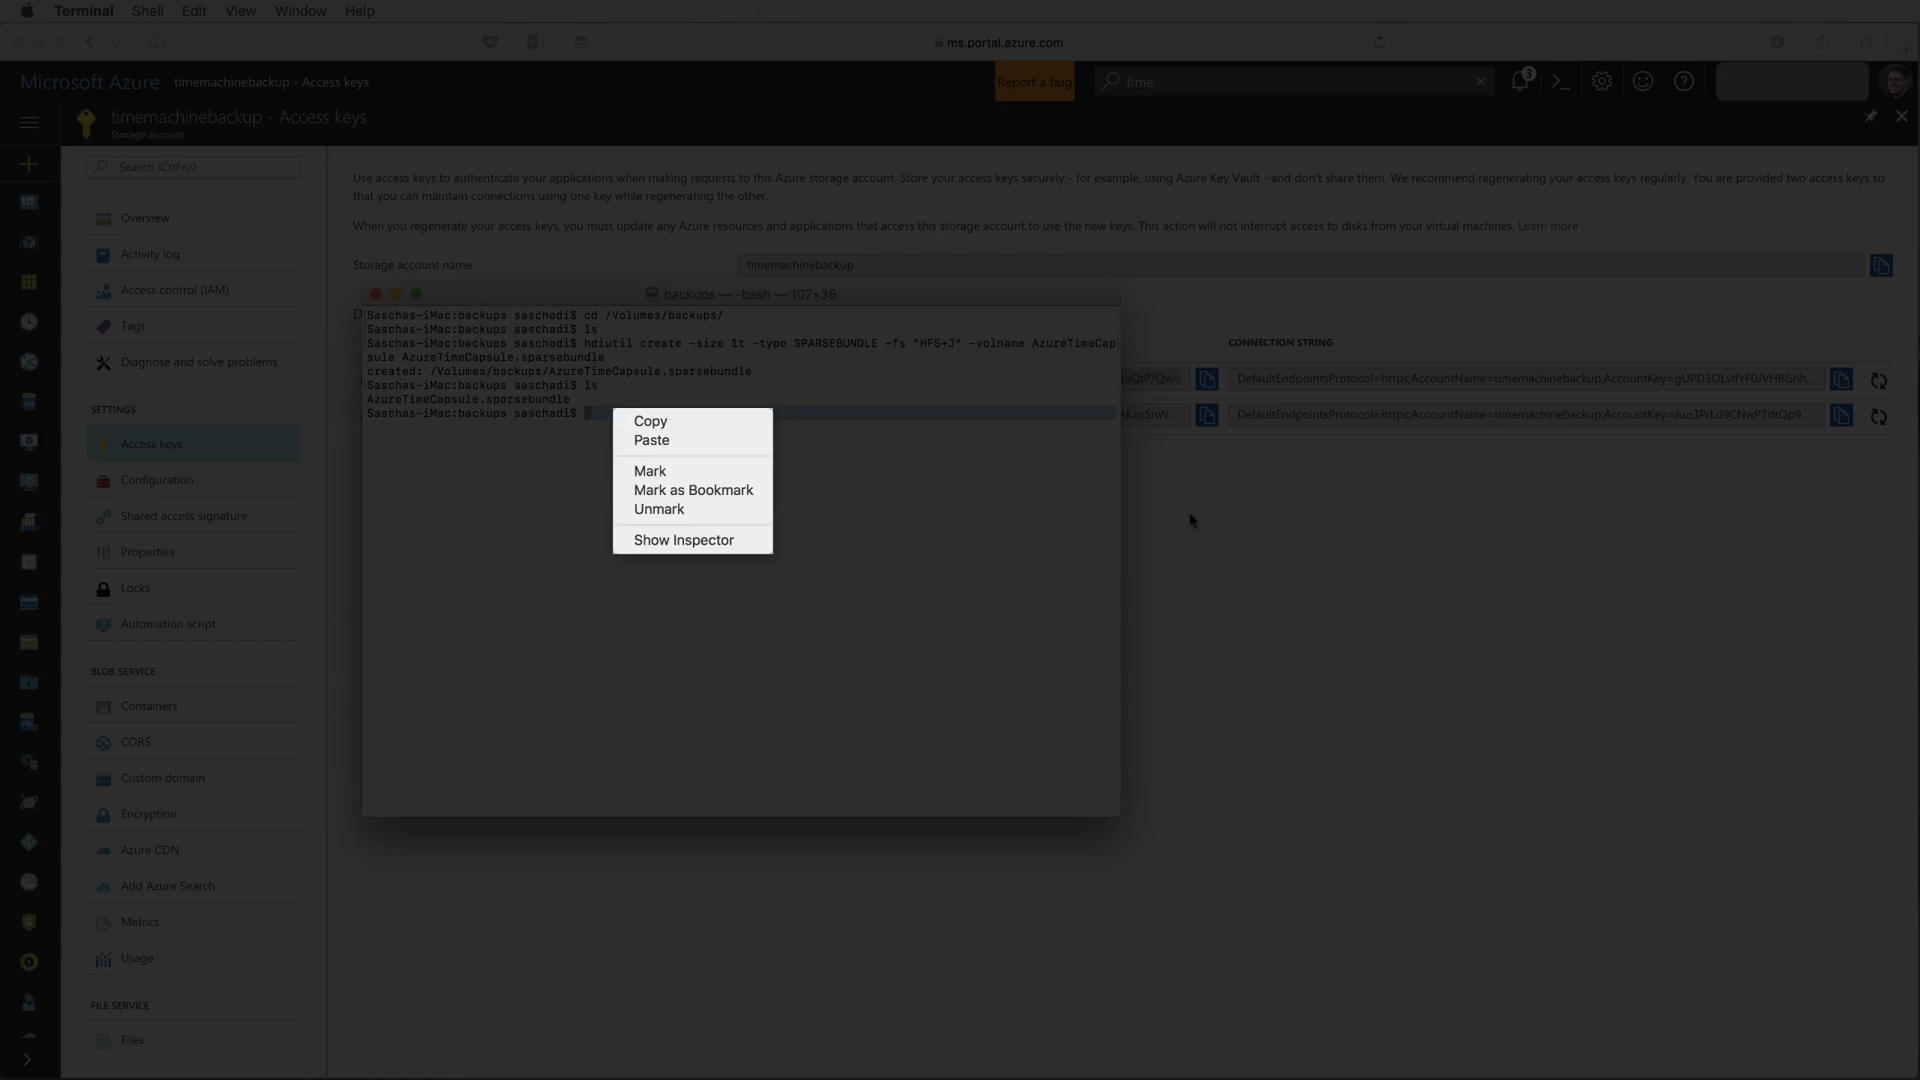 Terminal Shell Edit View Window Help
ms.portal.azure.com
Microsoft Azure timemachinebackup - Access keys
Report a bug
time
3
timemachinebackup - Access keys
Storage account
Search (Ctrl+/)
Overview
Activity log
Access control (IAM)
Tags
Diagnose and solve problems
SETTINGS
Access keys
Configuration
Shared access signature
Properties
Locks
Automation script
BLOB SERVICE
Containers
CORS
Custom domain
Encryption
Azure CDN
Add Azure Search
Metrics
Usage
FILE SERVICE
Files
Use access keys to authenticate your applications when making requests to this Azure storage account. Store your access keys securely - for example, using Azure Key Vault - and don't share them. We recommend regenerating your access keys regularly. You are provided two access keys so
that you can maintain connections using one key while regenerating the other.
When you regenerate your access keys, you must update any Azure resources and applications that access this storage account to use the new keys. This action will not interrupt access to disks from your virtual machines. Learn more
Storage account name
timemachinebackup
backups — -bash — 107×36
Saschas-iMac:backups saschadi$ cd /Volumes/backups/
Saschas-iMac:backups saschadi$ ls
Saschas-iMac:backups saschadi$ hdiutil create -size 1t -type SPARSEBUNDLE -fs "HFS+J" -volname AzureTimeCap
sule AzureTimeCapsule.sparsebundle
created: /Volumes/backups/AzureTimeCapsule.sparsebundle
Saschas-iMac:backups saschadi$ ls
AzureTimeCapsule.sparsebundle
Saschas-iMac:backups saschadi$
Copy
Paste
Mark
Mark as Bookmark
Unmark
Show Inspector
CONNECTION STRING
DefaultEndpointsProtocol=https;AccountName=timemachinebackup;
DefaultEndpointsProtocol=https;AccountName=timemachinebackup;